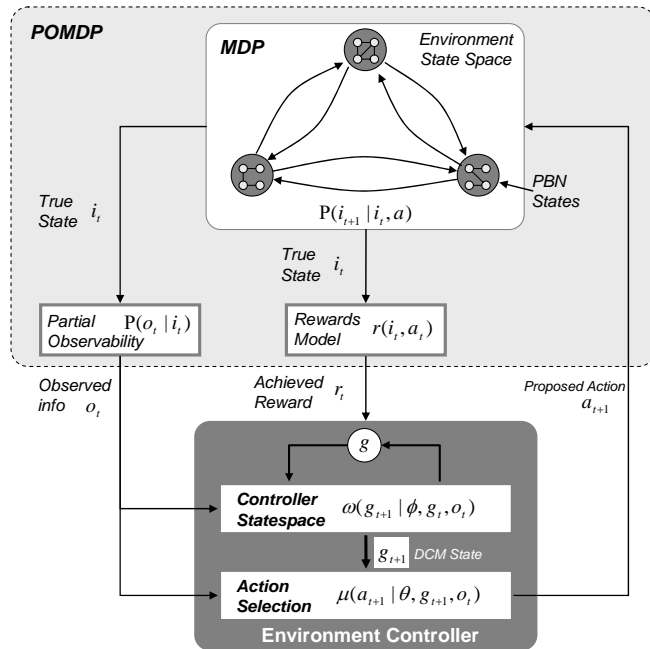 POMDP
MDP
Environment
State Space
PBN
States
P(i_{t+1} | i_t, a)
True
State i_t
True
State i_t
Partial
Observability P(o_t | i_t)
Rewards
Model r(i_t, a_t)
Observed
info o_t
Achieved
Reward r_t
Proposed Action
a_{t+1}
g
Controller
Statespace ω(g_{t+1} | ϕ, g_t, o_t)
g_{t+1} DCM State
Action
Selection μ(a_{t+1} | θ, g_{t+1}, o_t)
Environment Controller